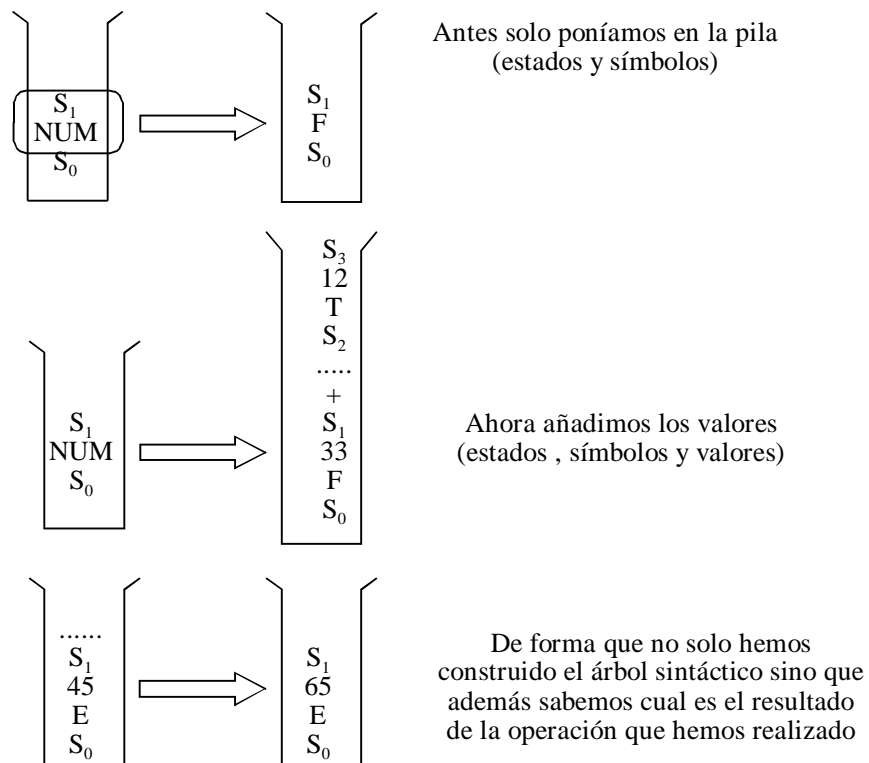 S₁
NUM
S₀
S₁
F
S₀
Antes solo poníamos en la pila
(estados y símbolos)
S₁
NUM
S₀
S₃
12
T
S₂
.....
+
S₁
33
F
S₀
Ahora añadimos los valores
(estados , símbolos y valores)
......
S₁
45
E
S₀
S₁
65
E
S₀
De forma que no solo hemos
construido el árbol sintáctico sino que
además sabemos cual es el resultado
de la operación que hemos realizado